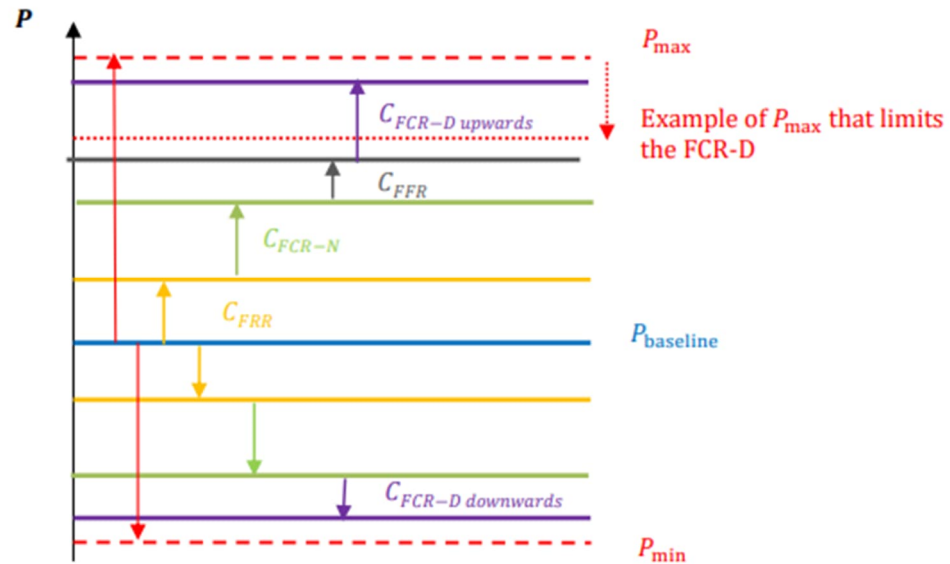 P
P_max
C_FCR−D upwards
Example of P_max that limits
the FCR-D
C_FFR
C_FCR−N
C_FRR
P_baseline
C_FCR−D downwards
P_min